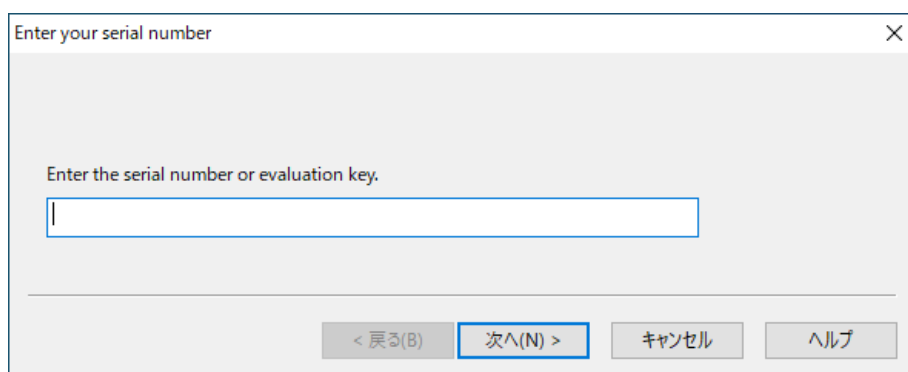 Enter your serial number
Enter the serial number or evaluation key.
< 戻る(B)
次へ(N) >
キャンセル
ヘルプ